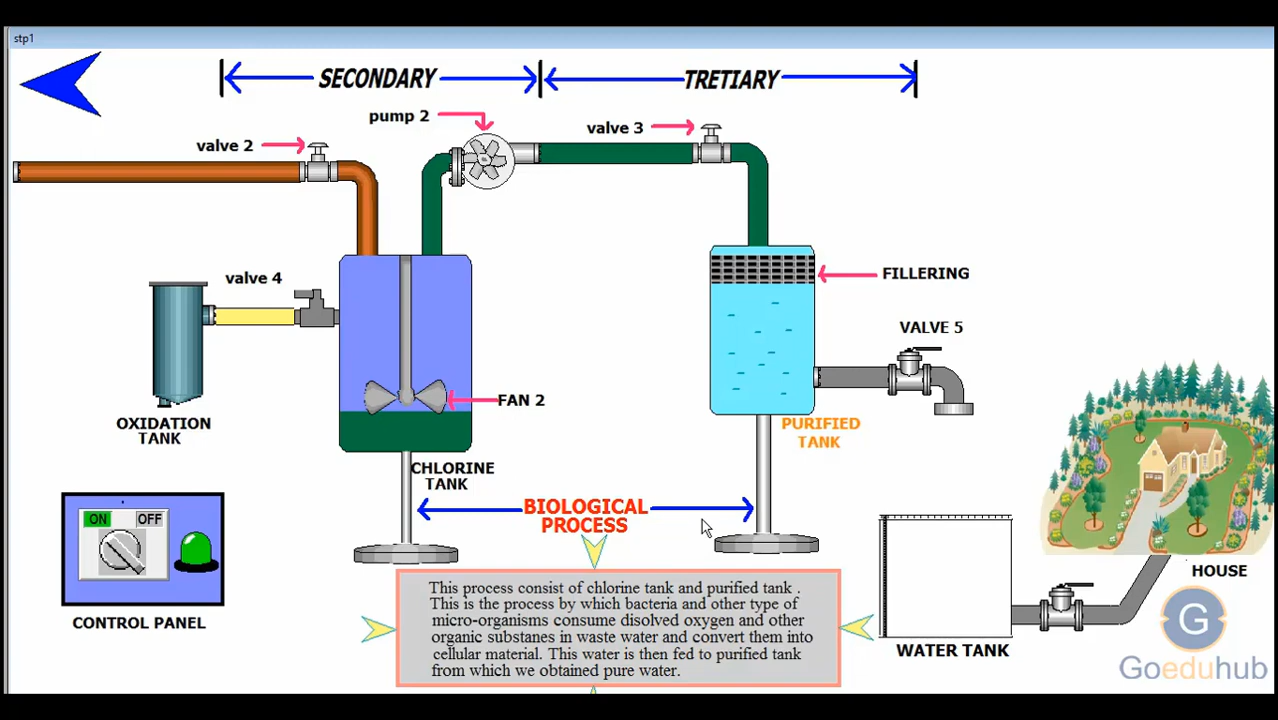 stp1
SECONDARY
TRETIARY
pump 2
valve 3
valve 2
valve 4
FILLERING
VALVE 5
FAN 2
OXIDATION
TANK
PURIFIED
TANK
CHLORINE
TANK
BIOLOGICAL
PROCESS
ON OFF
CONTROL PANEL
This process consist of chlorine tank and purified tank .
This is the process by which bacteria and other type of
micro-organisms consume disolved oxygen and other
organic substanes in waste water and convert them into
cellular material. This water is then fed to purified tank
from which we obtained pure water.
HOUSE
WATER TANK
G
Goeduhub